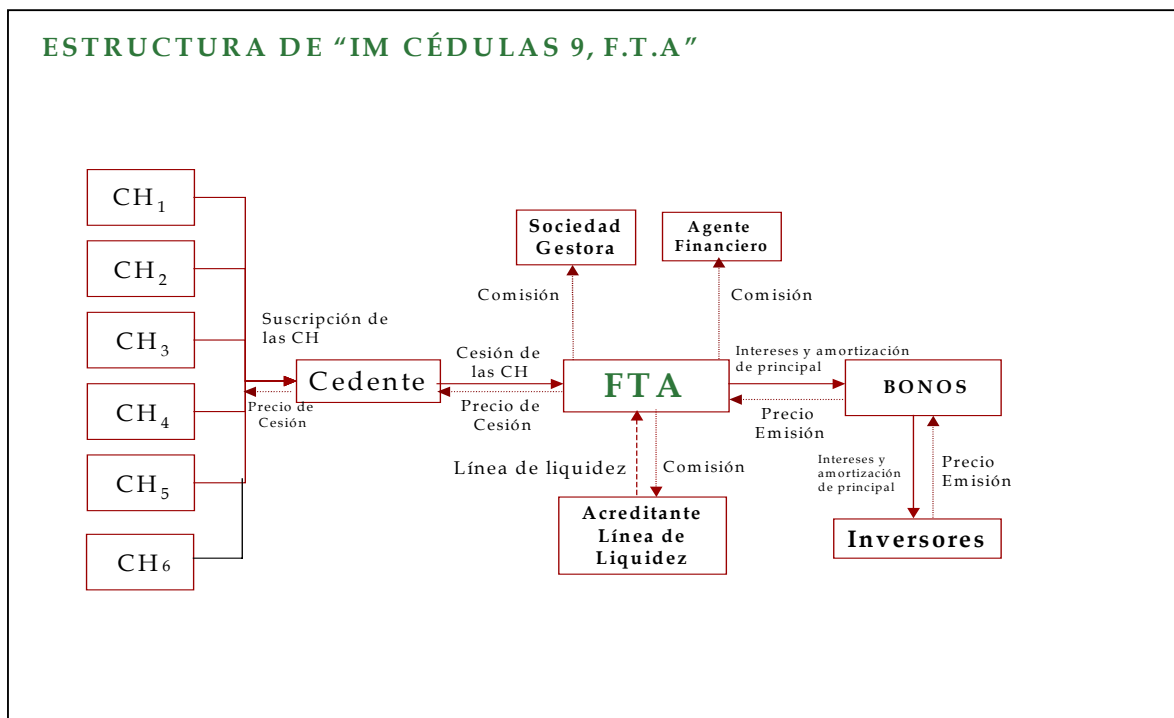 ESTRUCTURA DE “IM CÉDULAS 9, F.T.A”
CH1
CH2
CH3
CH4
CH5
CH6
Suscripción de
las CH
Precio de
Cesión
Cedente
Cesión de
las CH
Precio de
Cesión
Sociedad
Gestora
Agente
Financiero
Comisión
Comisión
FTA
Intereses y amortización
de principal
Precio
Emisión
BONOS
Línea de liquidez
Comisión
Acreditante
Línea de
Liquidez
Intereses y
amortización
de principal
Precio
Emisión
Inversores